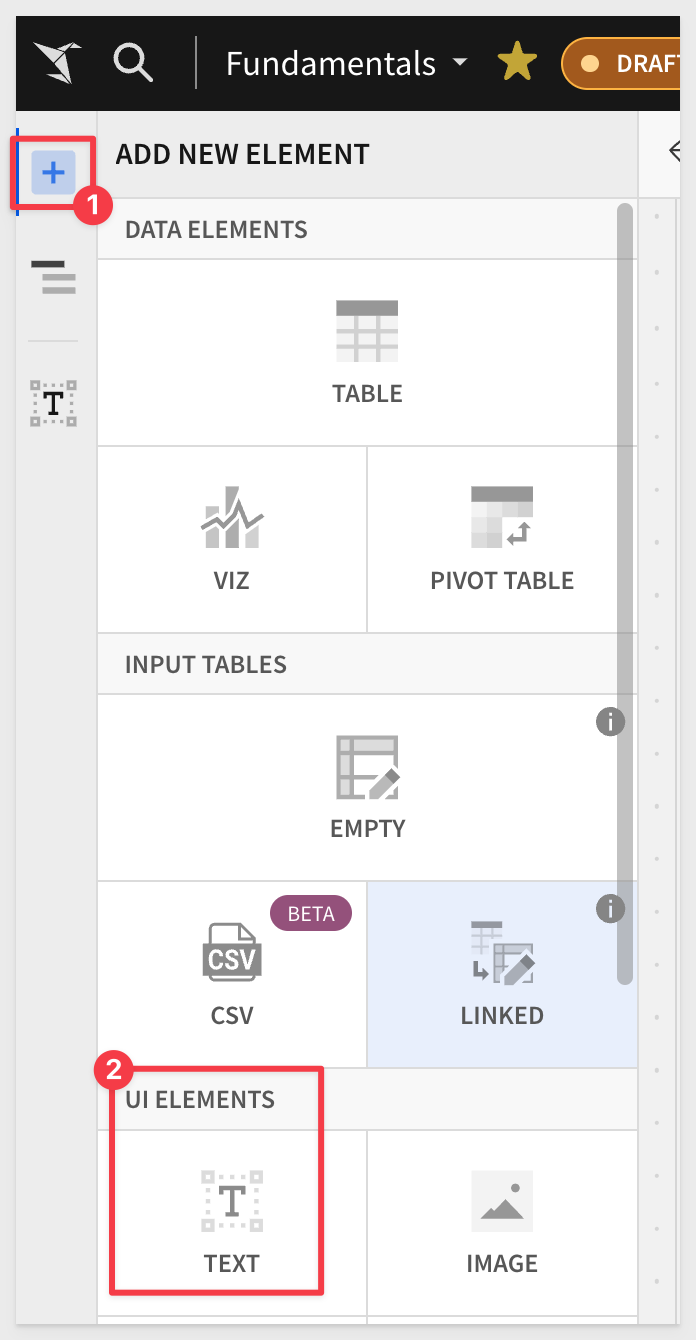 Fundamentals
DRAFT
ADD NEW ELEMENT
1
DATA ELEMENTS
T
TABLE
VIZ
PIVOT TABLE
INPUT TABLES
i
EMPTY
BETA
i
CSV
CSV
LINKED
2
UI ELEMENTS
T
TEXT
IMAGE